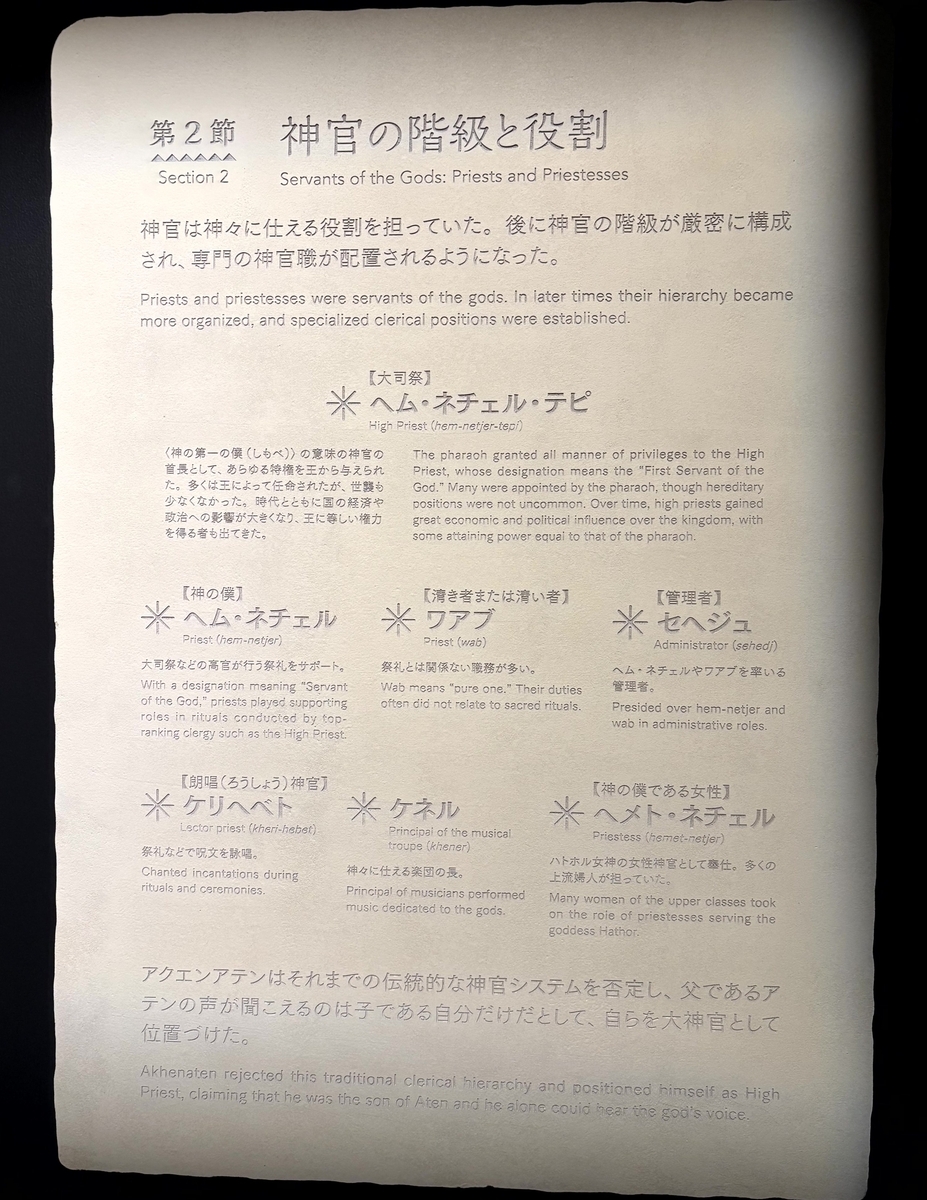 第2節
Section 2
神官の階級と役割
Servants of the Gods: Priests and Priestesses
神官は神々に仕える役割を担っていた。後に神官の階級が厳密に構成
され、専門の神官職が配置されるようになった。
Priests and priestesses were servants of the gods. In later times their hierarchy became
more organized, and specialized clerical positions were established.
【大司祭】
ヘム・ネチェル・テピ
High Priest (hem-netjer-tepi)
〈神の第一の僕（しもべ）〉の意味の神官の
首長として、あらゆる特権を王から与えられ
た。多くは王によって任命されたが、世襲も
少なくなかった。時代とともに国の経済や
政治への影響が大きくなり、王に等しい権力
を得る者も出てきた。
The pharaoh granted all manner of privileges to the High
Priest, whose designation means the "First Servant of the
God." Many were appointed by the pharaoh, though hereditary
positions were not uncommon. Over time, high priests gained
great economic and political influence over the kingdom, with
some attaining power equal to that of the pharaoh.
【神の僕】
ヘム・ネチェル
Priest (hem-netjer)
大司祭などの高官が行う祭礼をサポート。
With a designation meaning "Servant
of the God," priests played supporting
roles in rituals conducted by top-
ranking clergy such as the High Priest.
【清き者または清い者】
ワアブ
Priest (wab)
祭礼とは関係ない職務が多い。
Wab means "pure one." Their duties
often did not relate to sacred rituals.
【管理者】
セヘジュ
Administrator (sehedj)
ヘム・ネチェルやワアブを率いる
管理者。
Presided over hem-netjer and
wab in administrative roles.
【朗唱（ろうしょう）神官】
ケリヘベト
Lector priest (kheri-hebet)
祭礼などで呪文を詠唱。
Chanted incantations during
rituals and ceremonies.
ケネル
Principal of the musical
troupe (khener)
神々に仕える楽団の長。
Principal of musicians performed
music dedicated to the gods.
【神の僕である女性】
ヘメト・ネチェル
Priestess (hemet-netjer)
ハトホル女神の女性神官として奉仕。多くの
上流婦人が担っていた。
Many women of the upper classes took
on the role of priestesses serving the
goddess Hathor.
アクエンアテンはそれまでの伝統的な神官システムを否定し、父であるア
テンの声が聞こえるのは子である自分だけだとして、自らを大神官として
位置づけた。
Akhenaten rejected this traditional clerical hierarchy and positioned himself as High
Priest, claiming that he was the son of Aten and he alone could hear the god's voice.